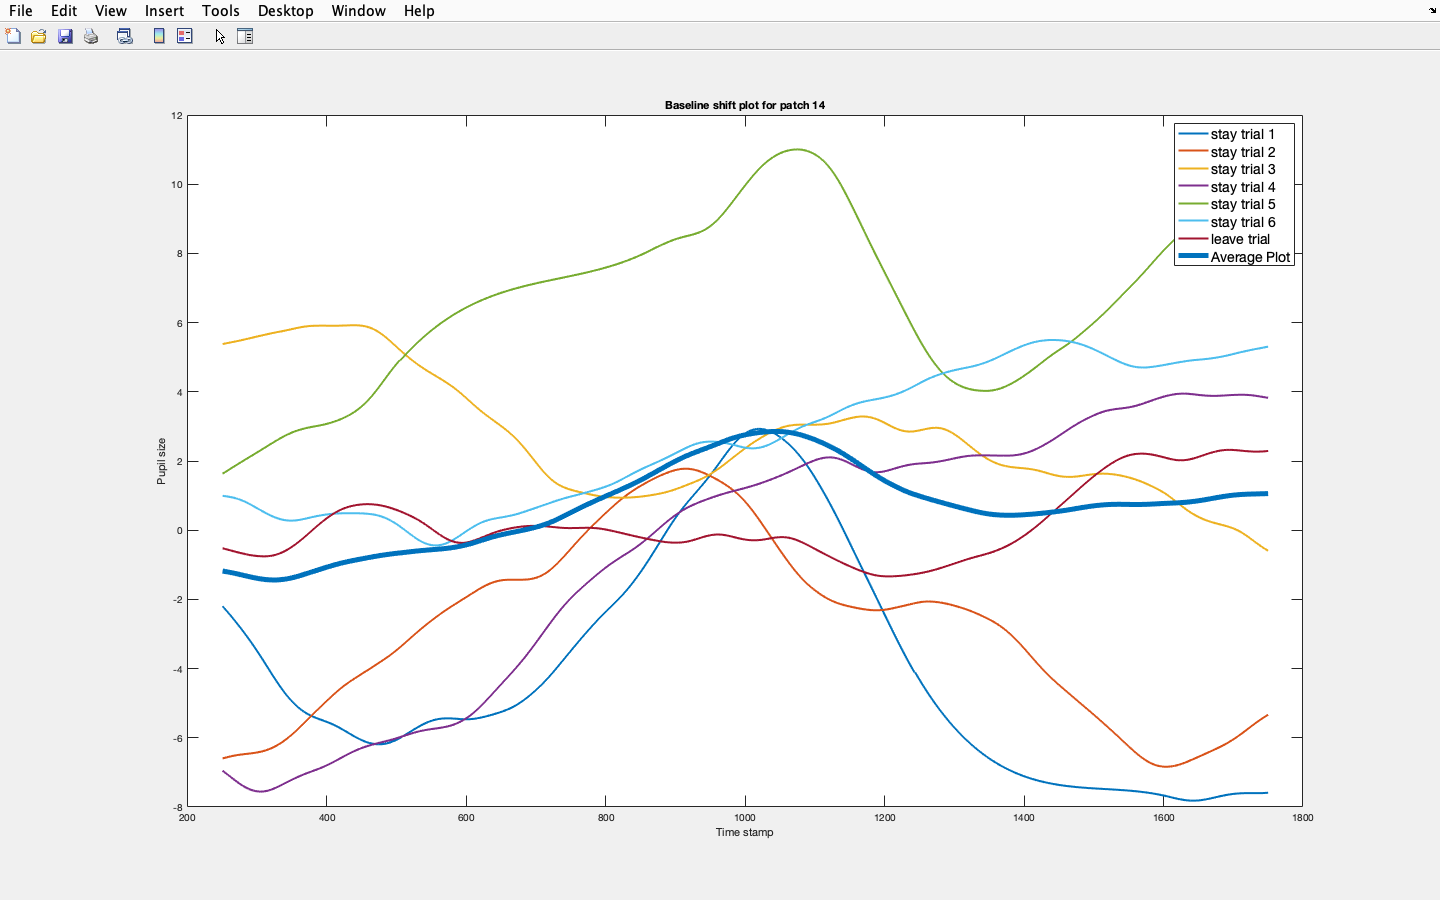 File Edit View Insert Tools Desktop Window Help
Baseline shift plot for patch 14
12
10
8
6
4
2
0
-2
-4
-6
-8
Pupil size
stay trial 1
stay trial 2
stay trial 3
stay trial 4
stay trial 5
stay trial 6
leave trial
Average Plot
200 400 600 800 1000 1200 1400 1600 1800
Time stamp